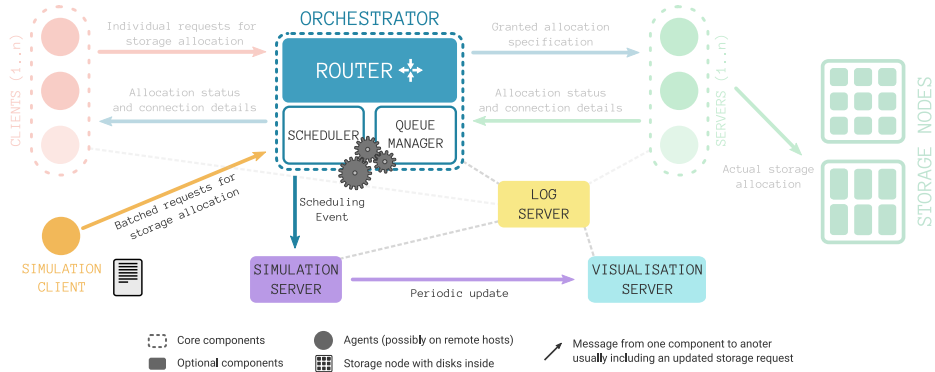 ORCHESTRATOR
Individual requests for
storage allocation
Granted allocation
specification
ROUTER
CLIENTS (1..n)
Allocation status
and connection details
SCHEDULER
QUEUE
MANAGER
Allocation status
and connection details
SERVERS (1..n)
STORAGE NODES
Batched requests for
storage allocation
Scheduling
Event
LOG
SERVER
Actual storage
allocation
SIMULATION
CLIENT
SIMULATION
SERVER
Periodic update
VISUALISATION
SERVER
Core components
Agents (possibly on remote hosts)
Message from one component to anoter
usually including an updated storage request
Optional components
Storage node with disks inside